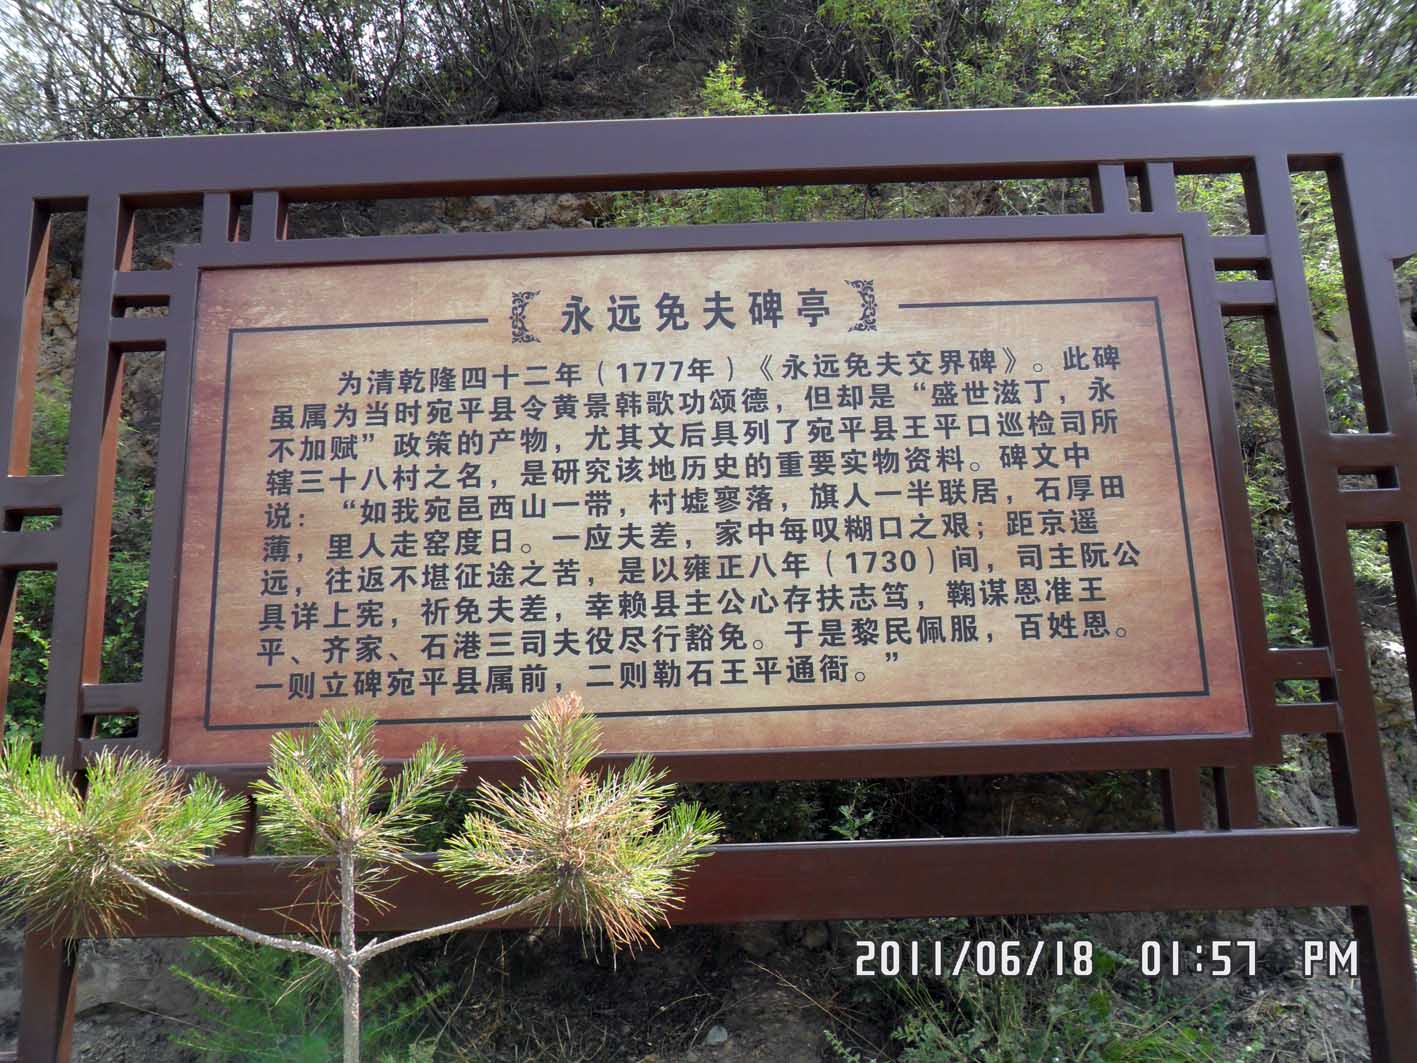 永远免夫碑亭
为清乾隆四十二年（1777年）《永远免夫交界碑》。此碑
虽属为当时宛平县令黄景韩歌功颂德，但却是“盛世滋丁，永
不加赋”政策的产物，尤其文后具列了宛平县王平口巡检司所
辖三十八村之名，是研究该地历史的重要实物资料。碑文中
说：“如我宛邑西山一带，村墟寥落，旗人一半联居，石厚田
薄，里人走窑度日。一应夫差，家中每叹糊口之艰；距京遥
远，往返不堪征途之苦，是以雍正八年（1730）间，司主阮公
具详上宪，祈免夫差，幸赖县主公心存扶志笃，鞠谋恩准王
平、齐家、石港三司夫役尽行豁免。于是黎民佩服，百姓恩。
一则立碑宛平县属前，二则勒石王平通衙。”
2011/06/18 01:57 PM